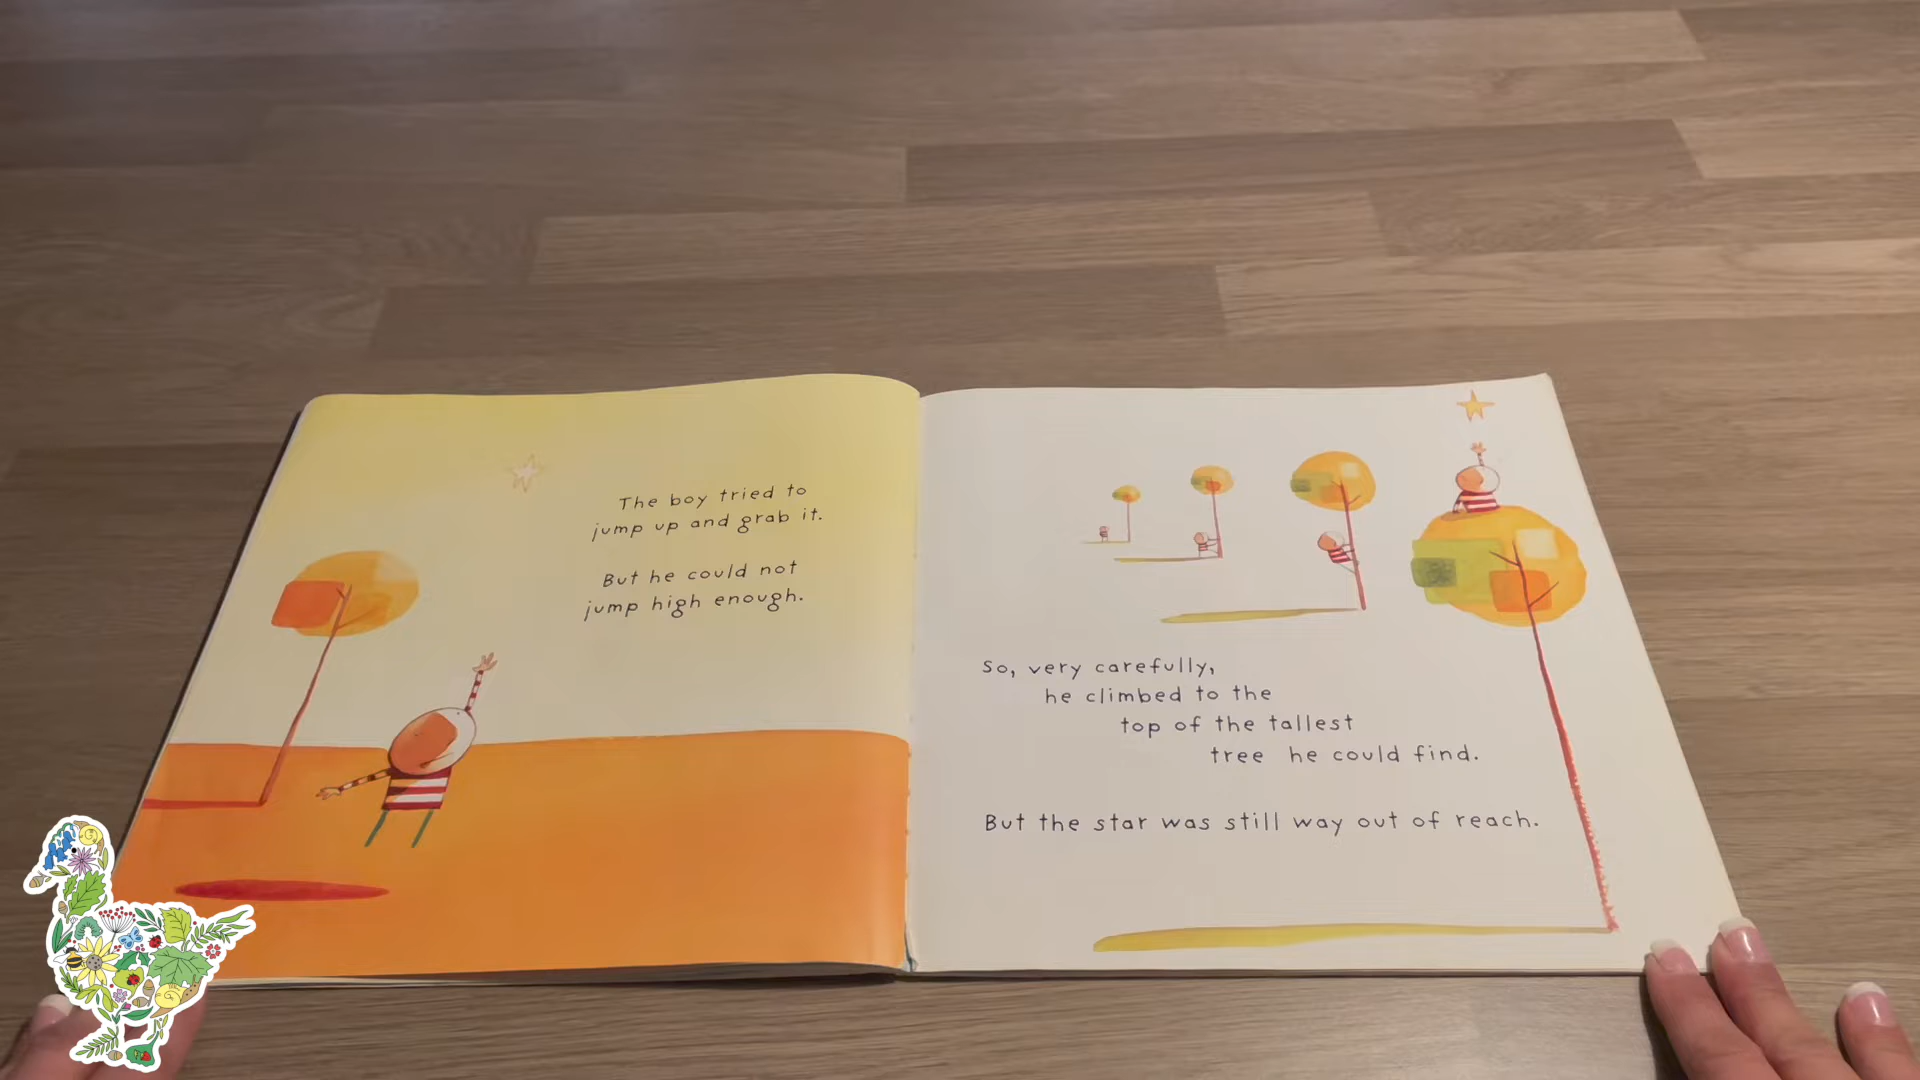 The boy tried to
jump up and grab it.
But he could not
jump high enough.
So, very carefully,
he climbed to the
top of the tallest
tree he could find.
But the star was still way out of reach.